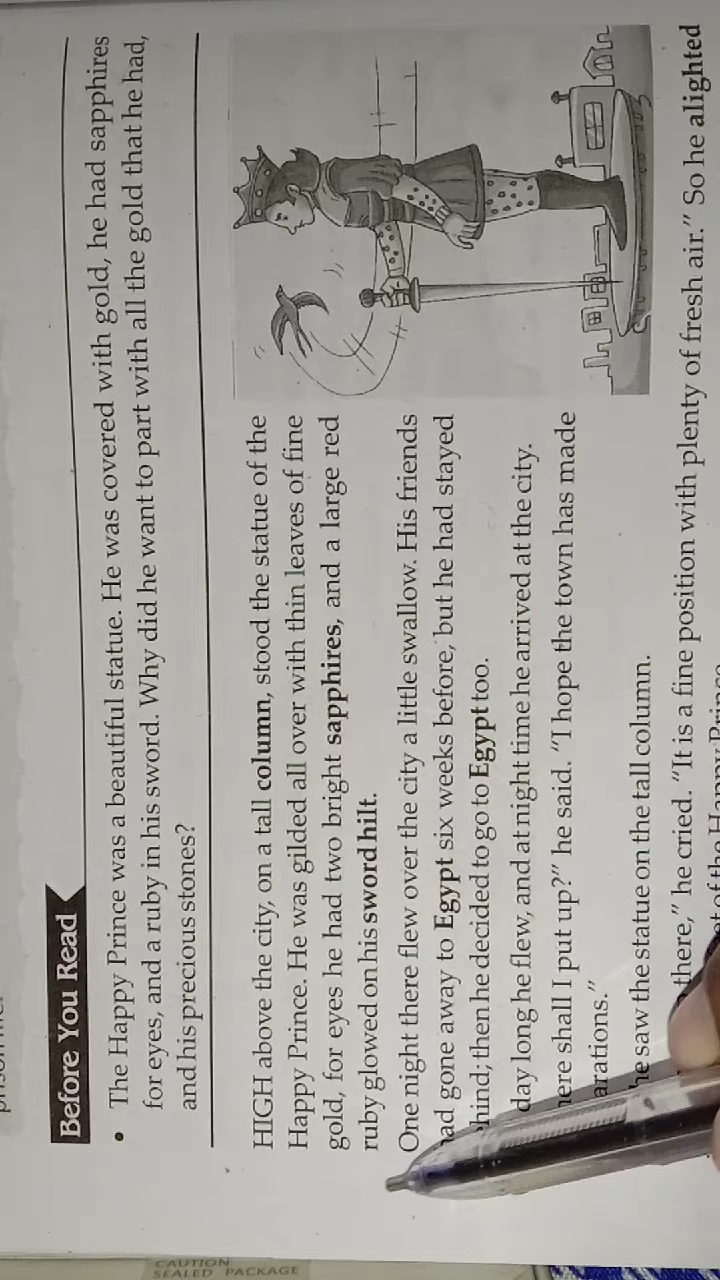 Before You Read
• The Happy Prince was a beautiful statue. He was covered with gold, he had sapphires
for eyes, and a ruby in his sword. Why did he want to part with all the gold that he had,
and his precious stones?
HIGH above the city, on a tall column, stood the statue of the
Happy Prince. He was gilded all over with thin leaves of fine
gold, for eyes he had two bright sapphires, and a large red
ruby glowed on his sword hilt.
One night there flew over the city a little swallow. His friends
had gone away to Egypt six weeks before, but he had stayed
behind; then he decided to go to Egypt too.
day long he flew, and at night time he arrived at the city.
here shall I put up?" he said. "I hope the town has made
arations."
he saw the statue on the tall column.
there," he cried. "It is a fine position with plenty of fresh air." So he alighted
of the Happy Prince
CAUTION
SEALED PACKAGE